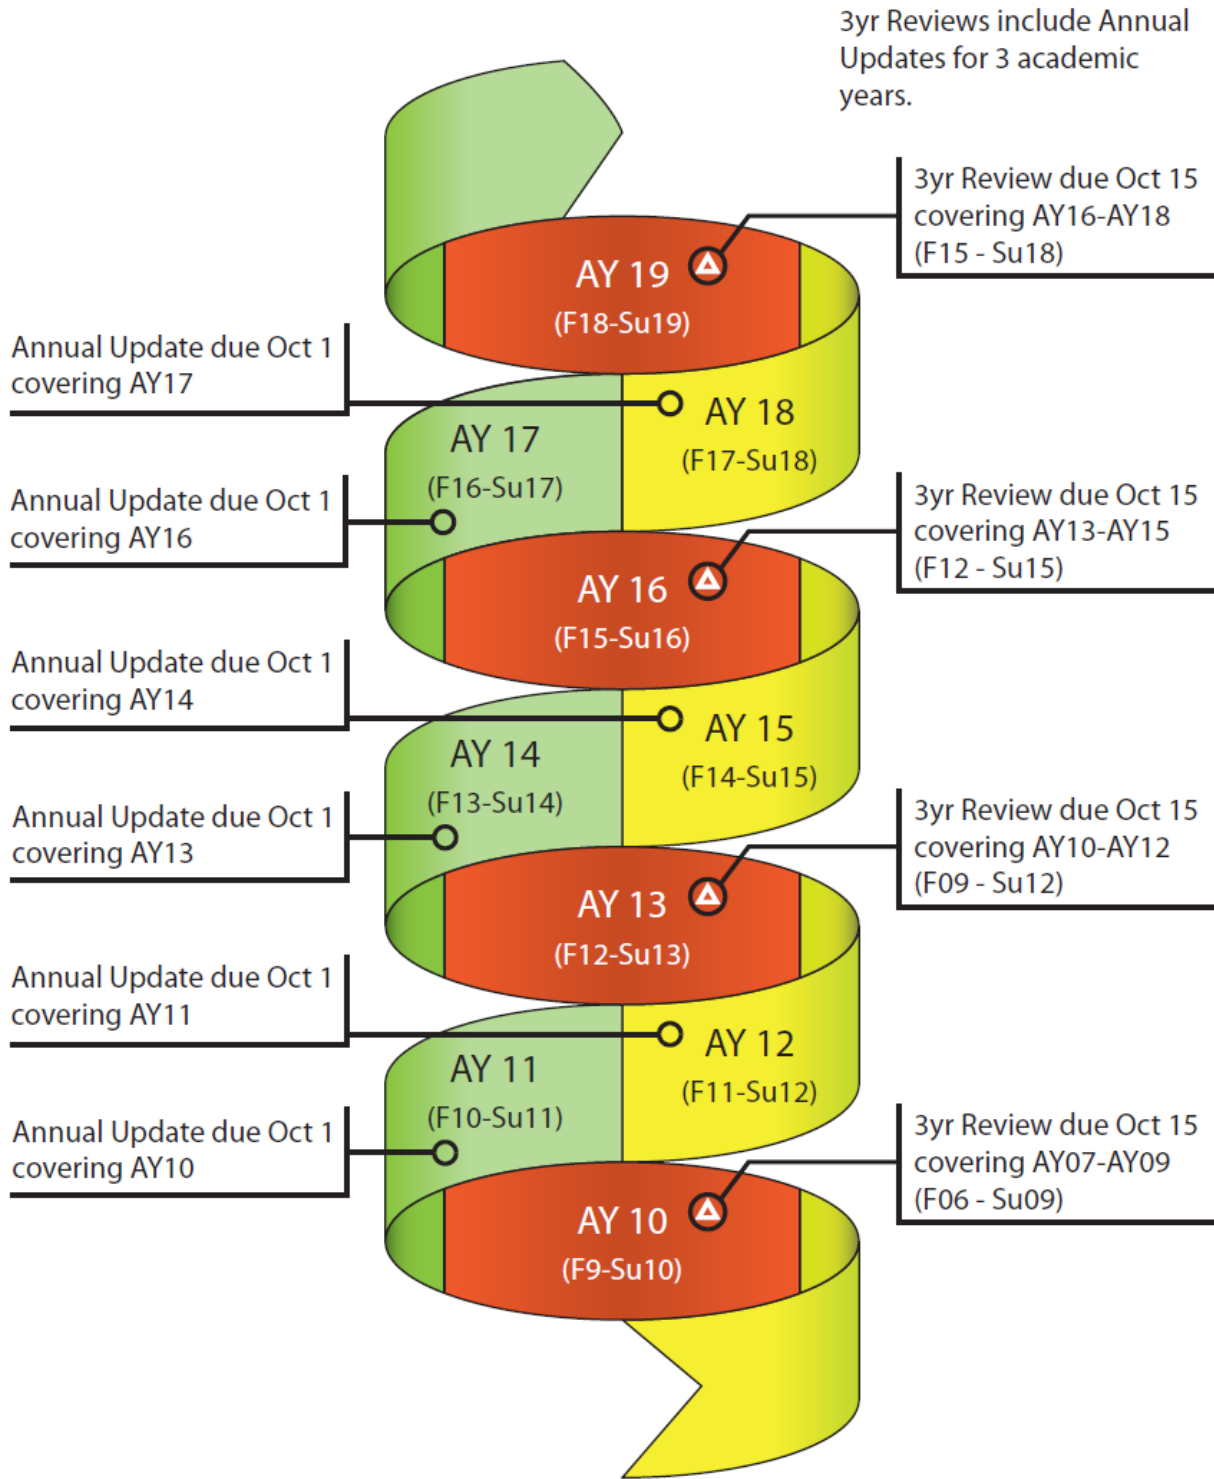 3yr Reviews include Annual
Updates for 3 academic
years.
3yr Review due Oct 15
covering AY16-AY18
(F15 - Su18)
AY 19
(F18-Su19)
Annual Update due Oct 1
covering AY17
AY 18
(F17-Su18)
AY 17
(F16-Su17)
Annual Update due Oct 1
covering AY16
3yr Review due Oct 15
covering AY13-AY15
(F12 - Su15)
AY 16
(F15-Su16)
Annual Update due Oct 1
covering AY14
AY 15
(F14-Su15)
AY 14
(F13-Su14)
Annual Update due Oct 1
covering AY13
3yr Review due Oct 15
covering AY10-AY12
(F09 - Su12)
AY 13
(F12-Su13)
Annual Update due Oct 1
covering AY11
AY 12
(F11-Su12)
AY 11
(F10-Su11)
Annual Update due Oct 1
covering AY10
3yr Review due Oct 15
covering AY07-AY09
(F06 - Su09)
AY 10
(F9-Su10)